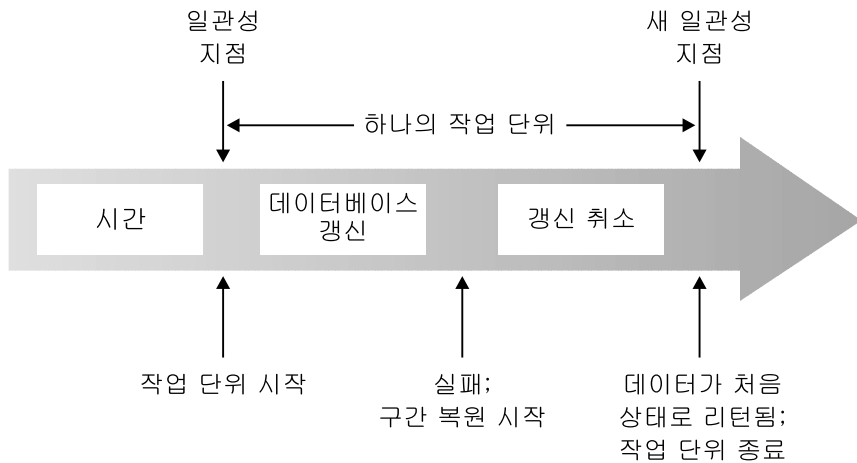 일관성
지점
새 일관성
지점
하나의 작업 단위
시간
데이터베이스
갱신
갱신 취소
작업 단위 시작
실패;
구간 복원 시작
데이터가 처음
상태로 리턴됨;
작업 단위 종료